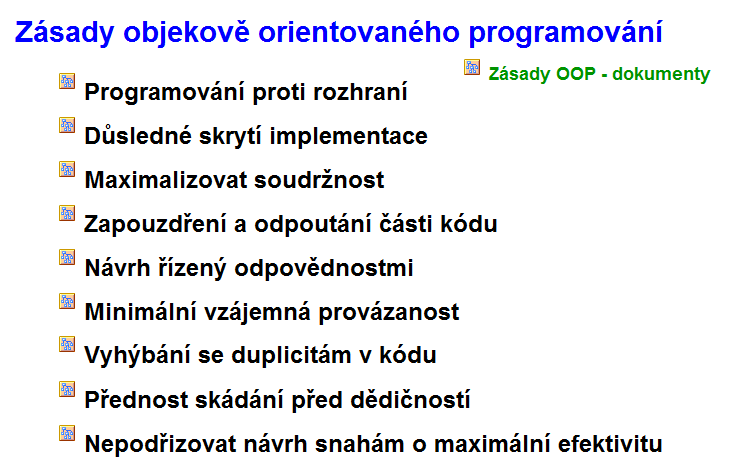 Zásady objekově orientovaného programování
Zásady OOP - dokumenty
Programování proti rozhraní
Důsledné skrytí implementace
Maximalizovat soudržnost
Zapouzdření a odpoutání části kódu
Návrh řízený odpovědnostmi
Minimální vzájemná provázanost
Vyhýbání se duplicitám v kódu
Přednost skádání před dědičností
Nepodřizovat návrh snahám o maximální efektivitu